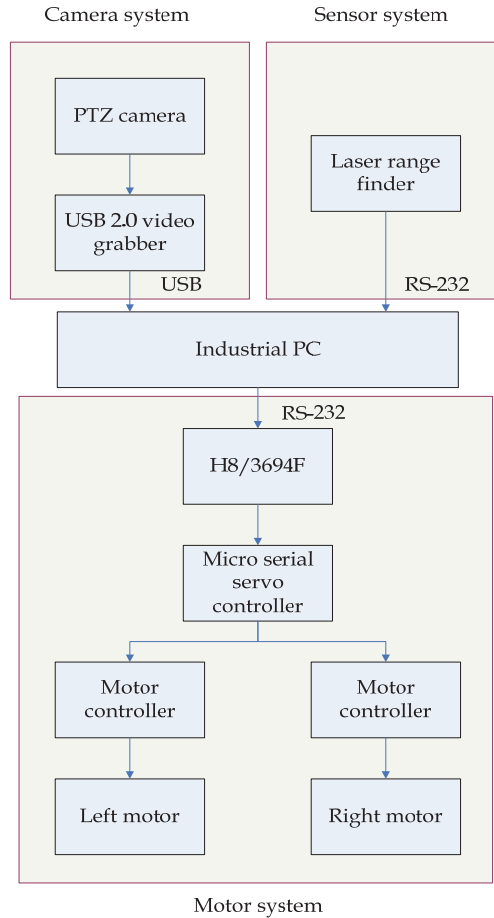 Camera system
Sensor system
PTZ camera
USB 2.0 video
grabber
USB
Laser range
finder
RS-232
Industrial PC
RS-232
H8/3694F
Micro serial
servo
controller
Motor
controller
Motor
controller
Left motor
Right motor
Motor system